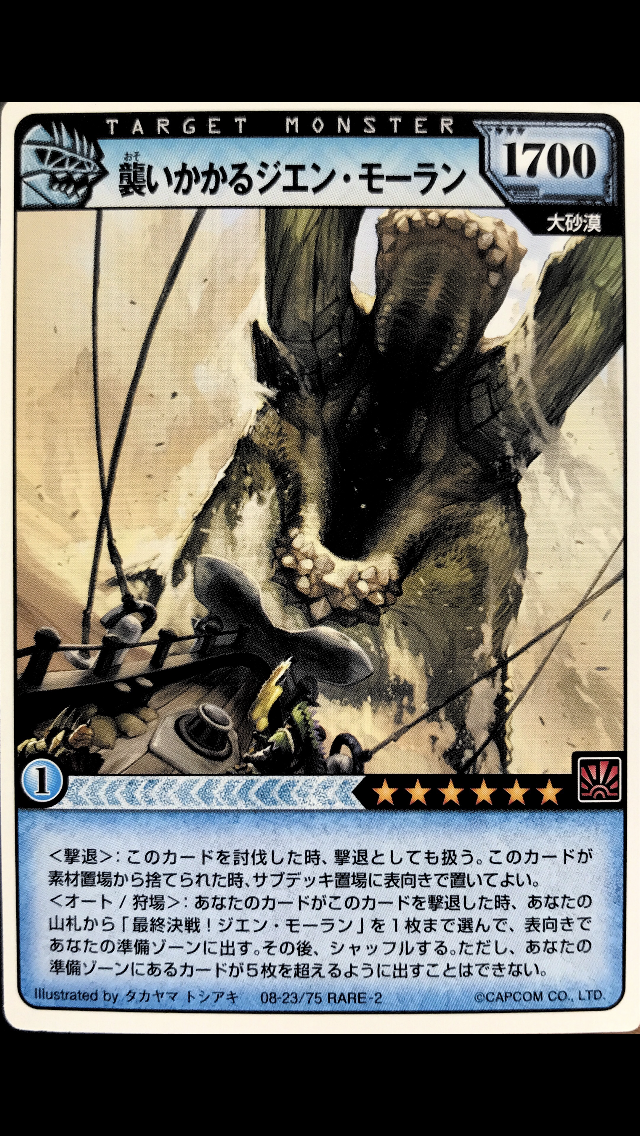 TARGET MONSTER
おそ
襲いかかるジエン・モーラン
1700
大砂漠
1
<撃退>：このカードを討伐した時、撃退としても扱う。このカードが
素材置場から捨てられた時、サブデッキ置場に表向きで置いてよい。
<オート / 狩場>：あなたのカードがこのカードを撃退した時、あなたの
山札から「最終決戦！ジエン・モーラン」を１枚まで選んで、表向きで
あなたの準備ゾーンに出す。その後、シャッフルする。ただし、あなたの
準備ゾーンにあるカードが５枚を超えるように出すことはできない。
Illustrated by タカヤマ トシアキ 08-23/75 RARE-2 ©CAPCOM CO., LTD.